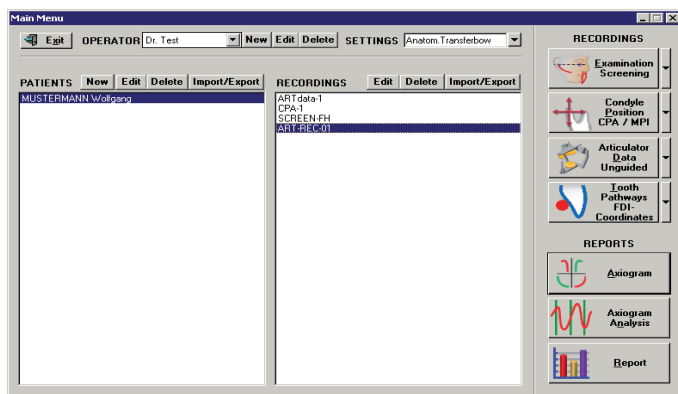 Main Menu
Exit OPERATOR Dr. Test New Edit Delete SETTINGS Anatom.Transferbow
PATIENTS New Edit Delete Import/Export
MUSTERMANN Wolfgang
RECORDINGS Edit Delete Import/Export
ARTdata-1
CPA-1
SCREEN-FH
ART-REC-01
RECORDINGS
Examination
Screening
Condyle
Position
CPA / MPI
Articulator
Data
Unguided
Tooth
Pathways
FDI-
Coordinates
REPORTS
Axiogram
Axiogram
Analysis
Report